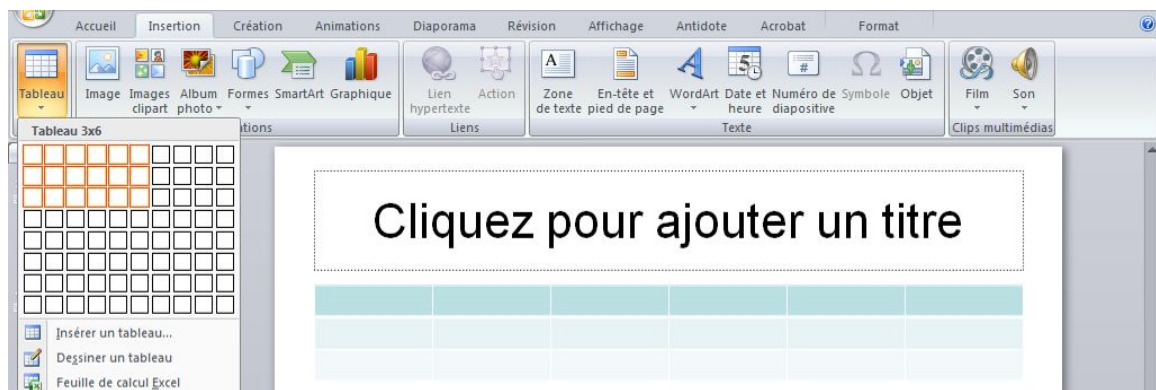 Accueil Insertion Création Animations Diaporama Révision Affichage Antidote Acrobat Format
Tableau Image Images clipart Album photo Formes SmartArt Graphique Lien hypertexte Action Zone de texte En-tête et pied de page WordArt Date et heure Numéro de diapositive Symbole Objet Film Son
ations Liens Texte Clips multimédias
Tableau 3x6
Cliquez pour ajouter un titre
Insérer un tableau...
Dessiner un tableau
Feuille de calcul Excel